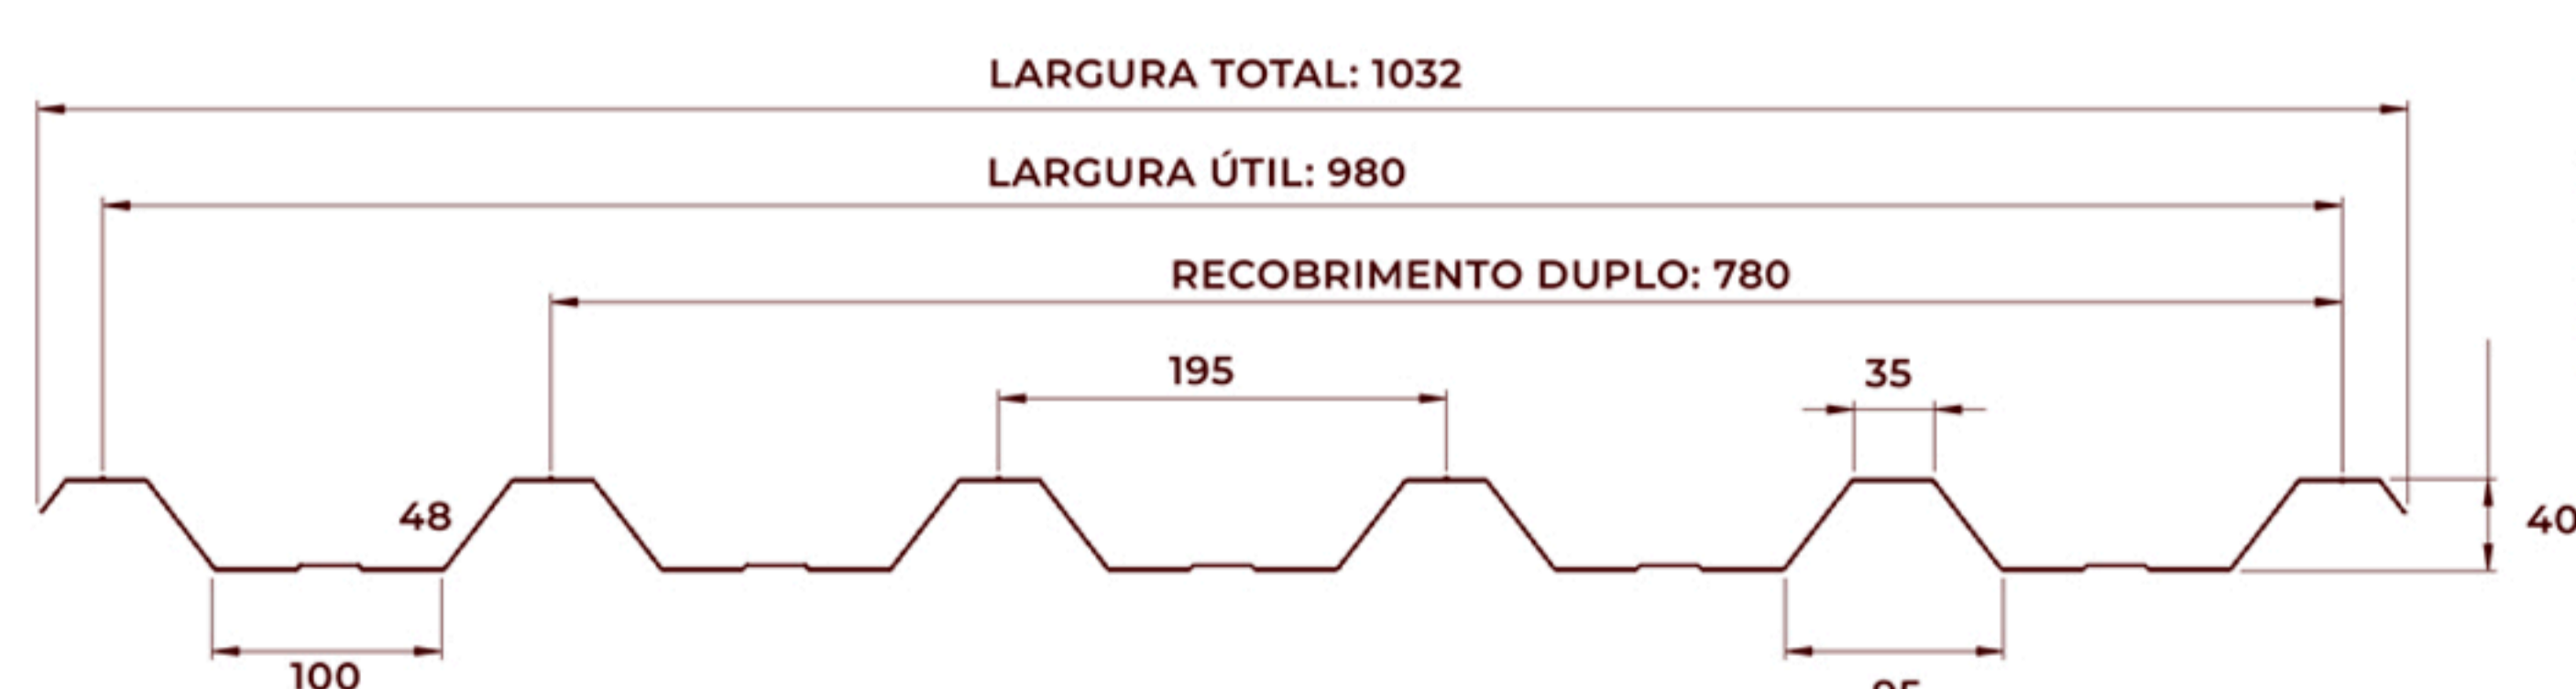 LARGURA TOTAL: 1032
LARGURA ÚTIL: 980
RECOBRIMENTO DUPLO: 780
195
35
48
40
100